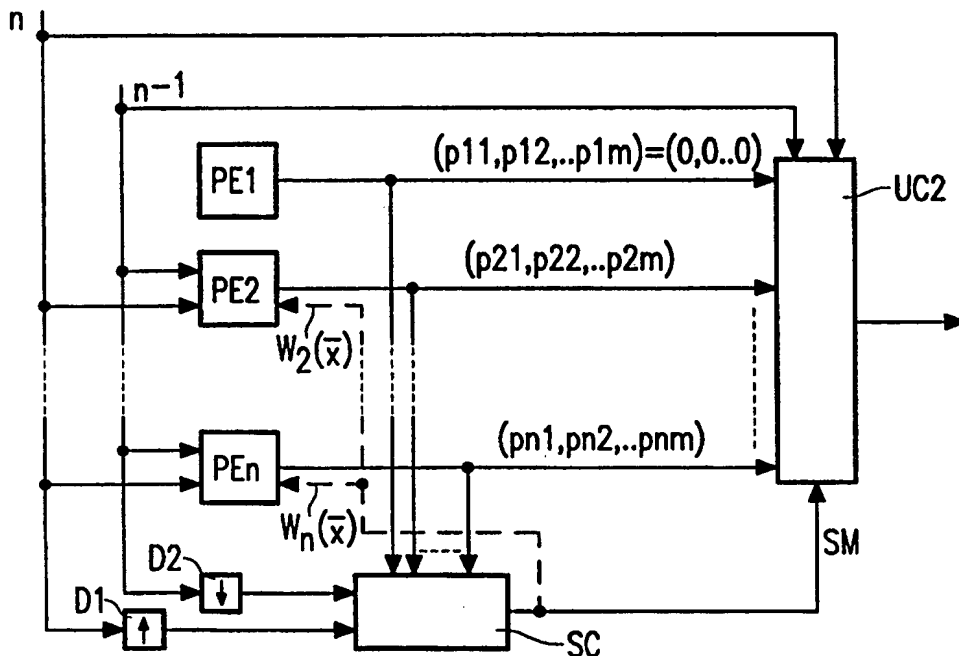 n
n-1
(p11,p12,..p1m)=(0,0..0)
PE1
UC2
(p21,p22,..p2m)
PE2
W₂(x̅)
(pn1,pn2,..pnm)
PEn
Wₙ(x̅)
SM
D2
D1
SC